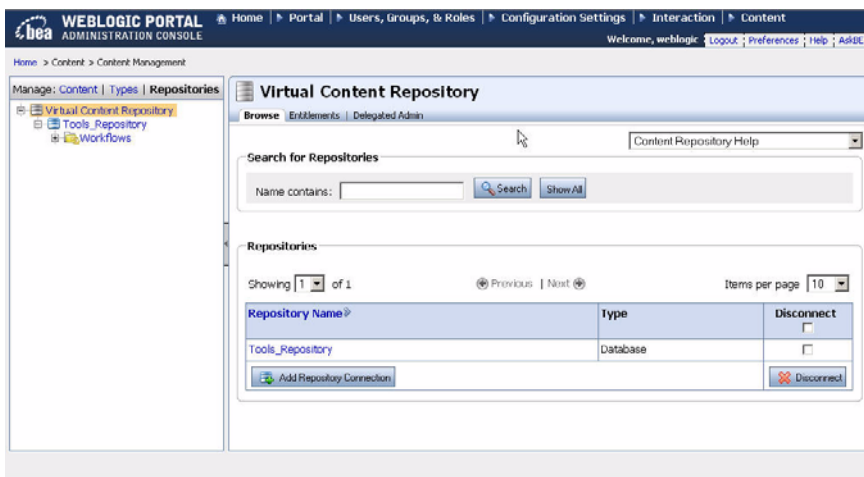 bea WEBLOGIC PORTAL
ADMINISTRATION CONSOLE
Home | Portal | Users, Groups, & Roles | Configuration Settings | Interaction | Content
Welcome, weblogic Logout Preferences Help AskBE
Home > Content > Content Management
Manage: Content | Types | Repositories
Virtual Content Repository
Tools_Repository
Workflows
Virtual Content Repository
Browse Entitlements | Delegated Admin
Content Repository Help
Search for Repositories
Name contains: Search Show All
Repositories
Showing 1 of 1 Previous | Next Items per page 10
Repository Name Type Disconnect
Tools_Repository Database
Add Repository Connection Disconnect